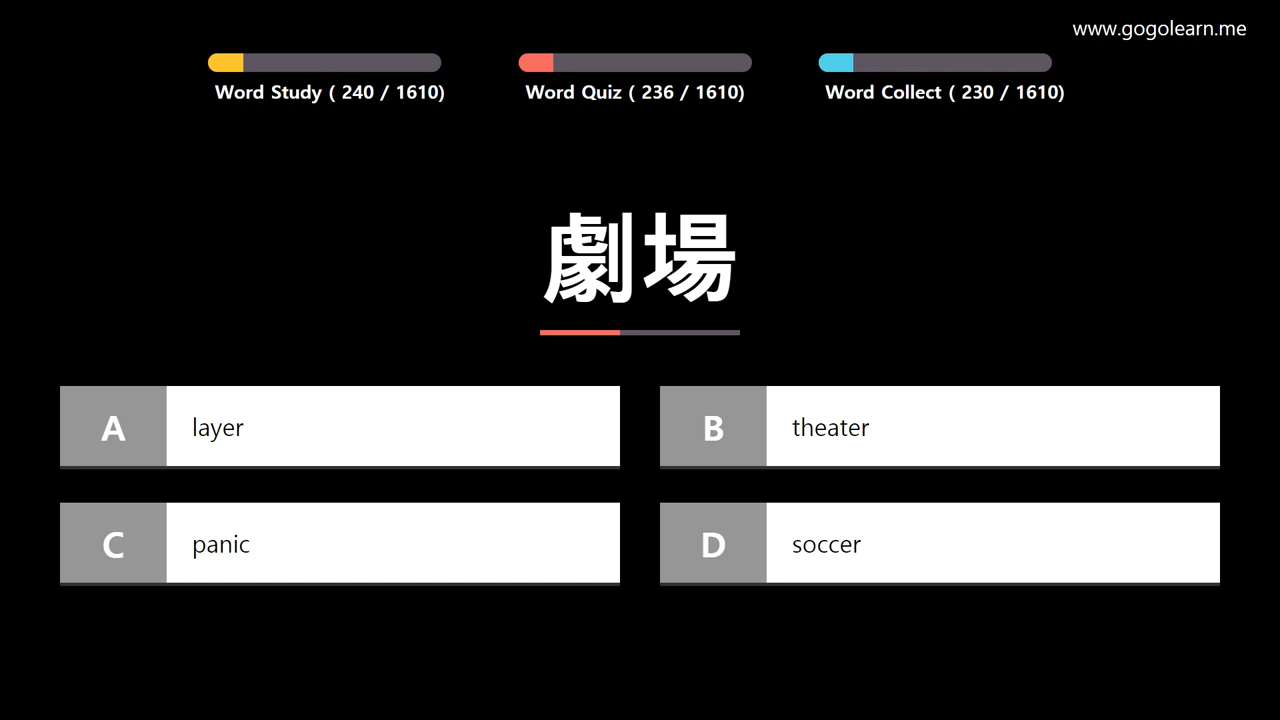 www.gogolearn.me
Word Study ( 240 / 1610)
Word Quiz ( 236 / 1610)
Word Collect ( 230 / 1610)
劇場
A layer
B theater
C panic
D soccer